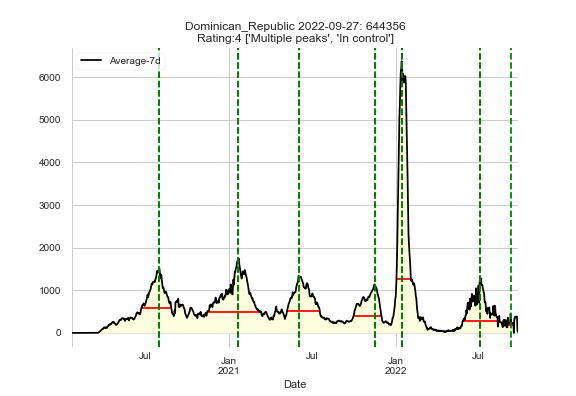 Dominican_Republic 2022-09-27: 644356
Rating:4 ['Multiple peaks', 'In control']
Average-7d
6000
5000
4000
3000
2000
1000
0
Jul
Jan
2021
Jul
Jan
2022
Jul
Date